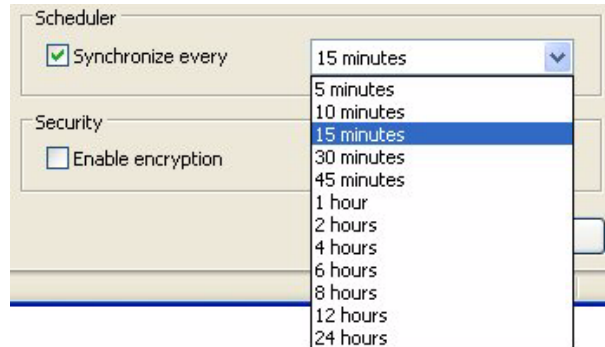 Scheduler
Synchronize every 15 minutes
5 minutes
10 minutes
Security
15 minutes
Enable encryption
30 minutes
45 minutes
1 hour
2 hours
4 hours
6 hours
8 hours
12 hours
24 hours